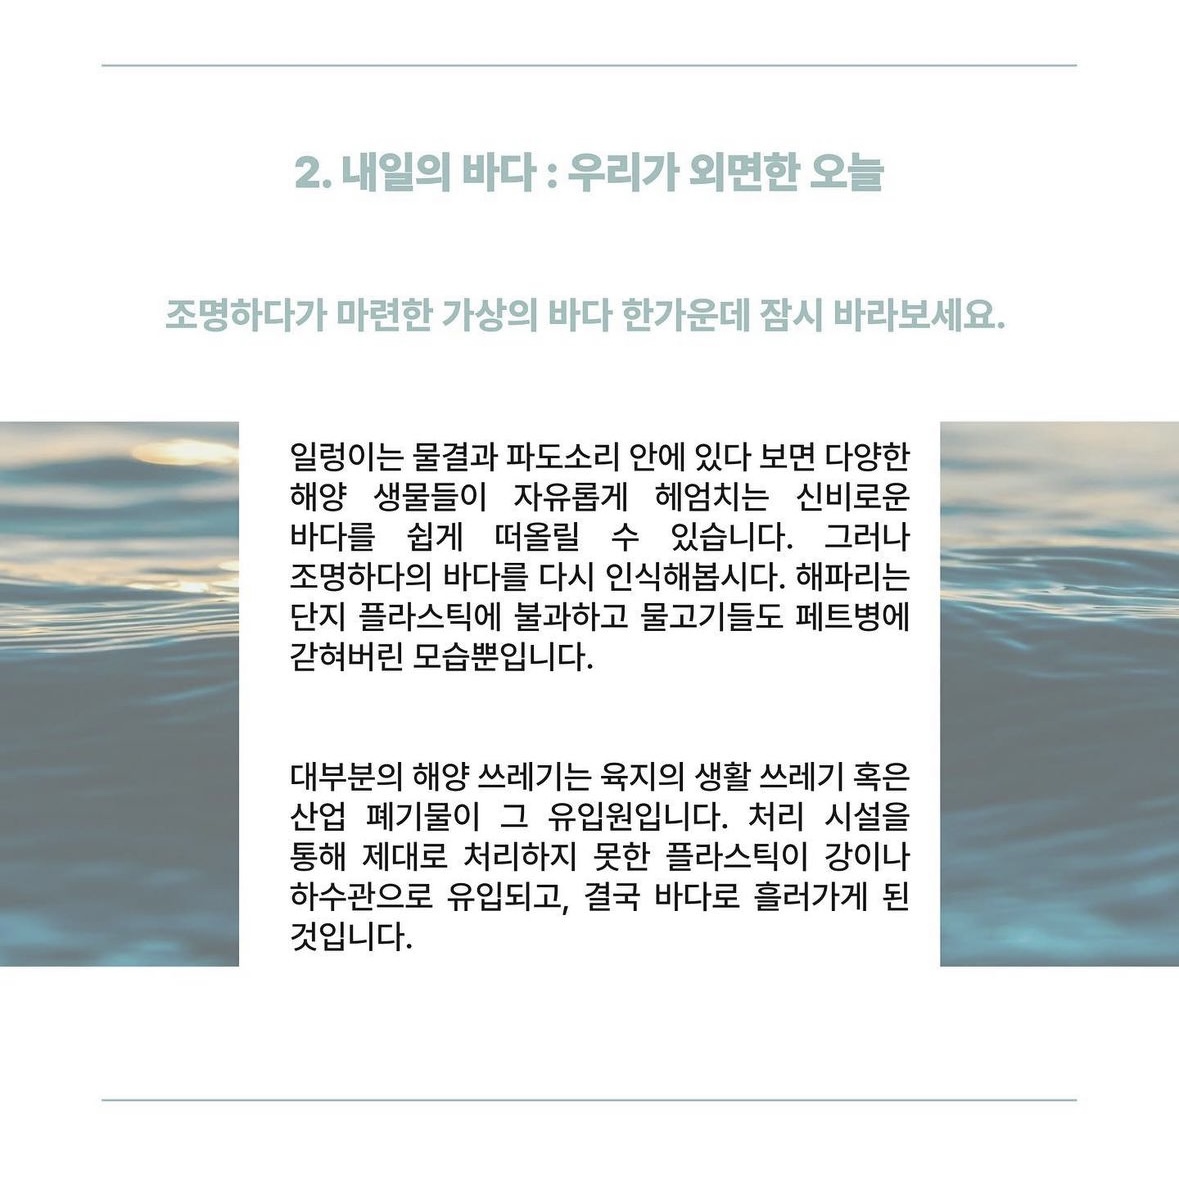 2. 내일의 바다 : 우리가 외면한 오늘
조명하다가 마련한 가상의 바다 한가운데 잠시 바라보세요.
일렁이는 물결과 파도소리 안에 있다 보면 다양한
해양 생물들이 자유롭게 헤엄치는 신비로운
바다를 쉽게 떠올릴 수 있습니다. 그러나
조명하다의 바다를 다시 인식해봅시다. 해파리는
단지 플라스틱에 불과하고 물고기들도 페트병에
갇혀버린 모습뿐입니다.
대부분의 해양 쓰레기는 육지의 생활 쓰레기 혹은
산업 폐기물이 그 유입원입니다. 처리 시설을
통해 제대로 처리하지 못한 플라스틱이 강이나
하수관으로 유입되고, 결국 바다로 흘러가게 된
것입니다.